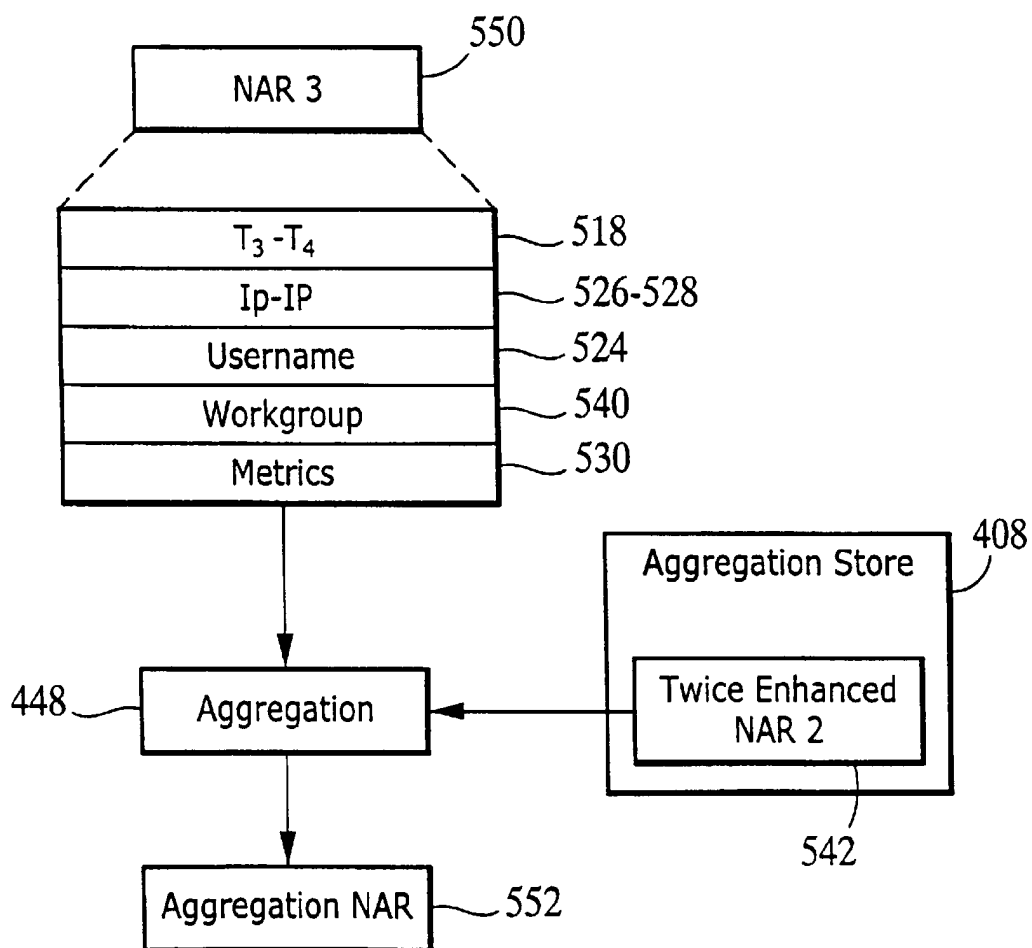 550
NAR 3
T₃ -T₄
518
Ip-IP
526-528
Username
524
Workgroup
540
Metrics
530
408
Aggregation Store
448
Aggregation
Twice Enhanced
NAR 2
542
Aggregation NAR
552